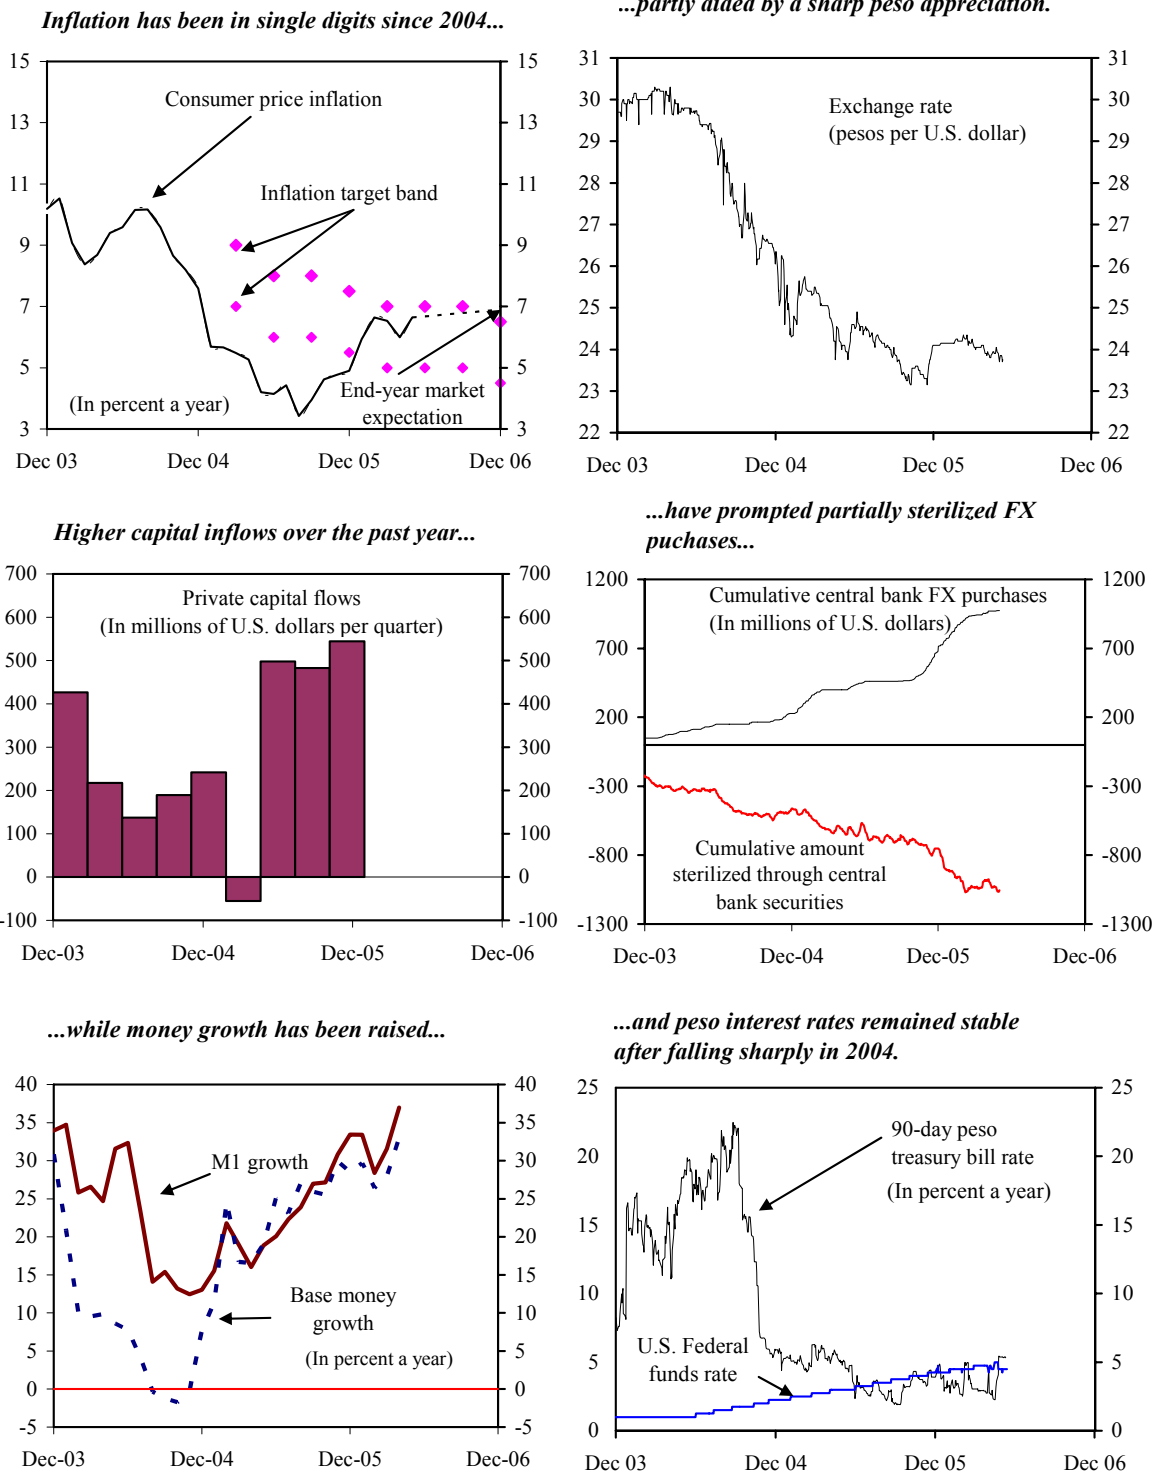 Inflation has been in single digits since 2004...
15 15
13 13
11 11
9 9
7 7
5 5
3 3
Consumer price inflation
Inflation target band
End-year market
expectation
(In percent a year)
Dec 03 Dec 04 Dec 05 Dec 06
...partly aided by a sharp peso appreciation.
31 31
30 30
29 29
28 28
27 27
26 26
25 25
24 24
23 23
22 22
Exchange rate
(pesos per U.S. dollar)
Dec 03 Dec 04 Dec 05 Dec 06
Higher capital inflows over the past year...
700 700
600 600
500 500
400 400
300 300
200 200
100 100
0 0
-100 -100
Private capital flows
(In millions of U.S. dollars per quarter)
Dec-03 Dec-04 Dec-05 Dec-06
...have prompted partially sterilized FX
puchases...
1200 1200
700 700
200 200
-300 -300
-800 -800
-1300 -1300
Cumulative central bank FX purchases
(In millions of U.S. dollars)
Cumulative amount
sterilized through central
bank securities
Dec-03 Dec-04 Dec-05 Dec-06
...while money growth has been raised...
40 40
35 35
30 30
25 25
20 20
15 15
10 10
5 5
0 0
-5 -5
M1 growth
Base money
growth
(In percent a year)
Dec-03 Dec-04 Dec-05 Dec-06
...and peso interest rates remained stable
after falling sharply in 2004.
25 25
20 20
15 15
10 10
5 5
0 0
90-day peso
treasury bill rate
(In percent a year)
U.S. Federal
funds rate
Dec 03 Dec 04 Dec 05 Dec 06